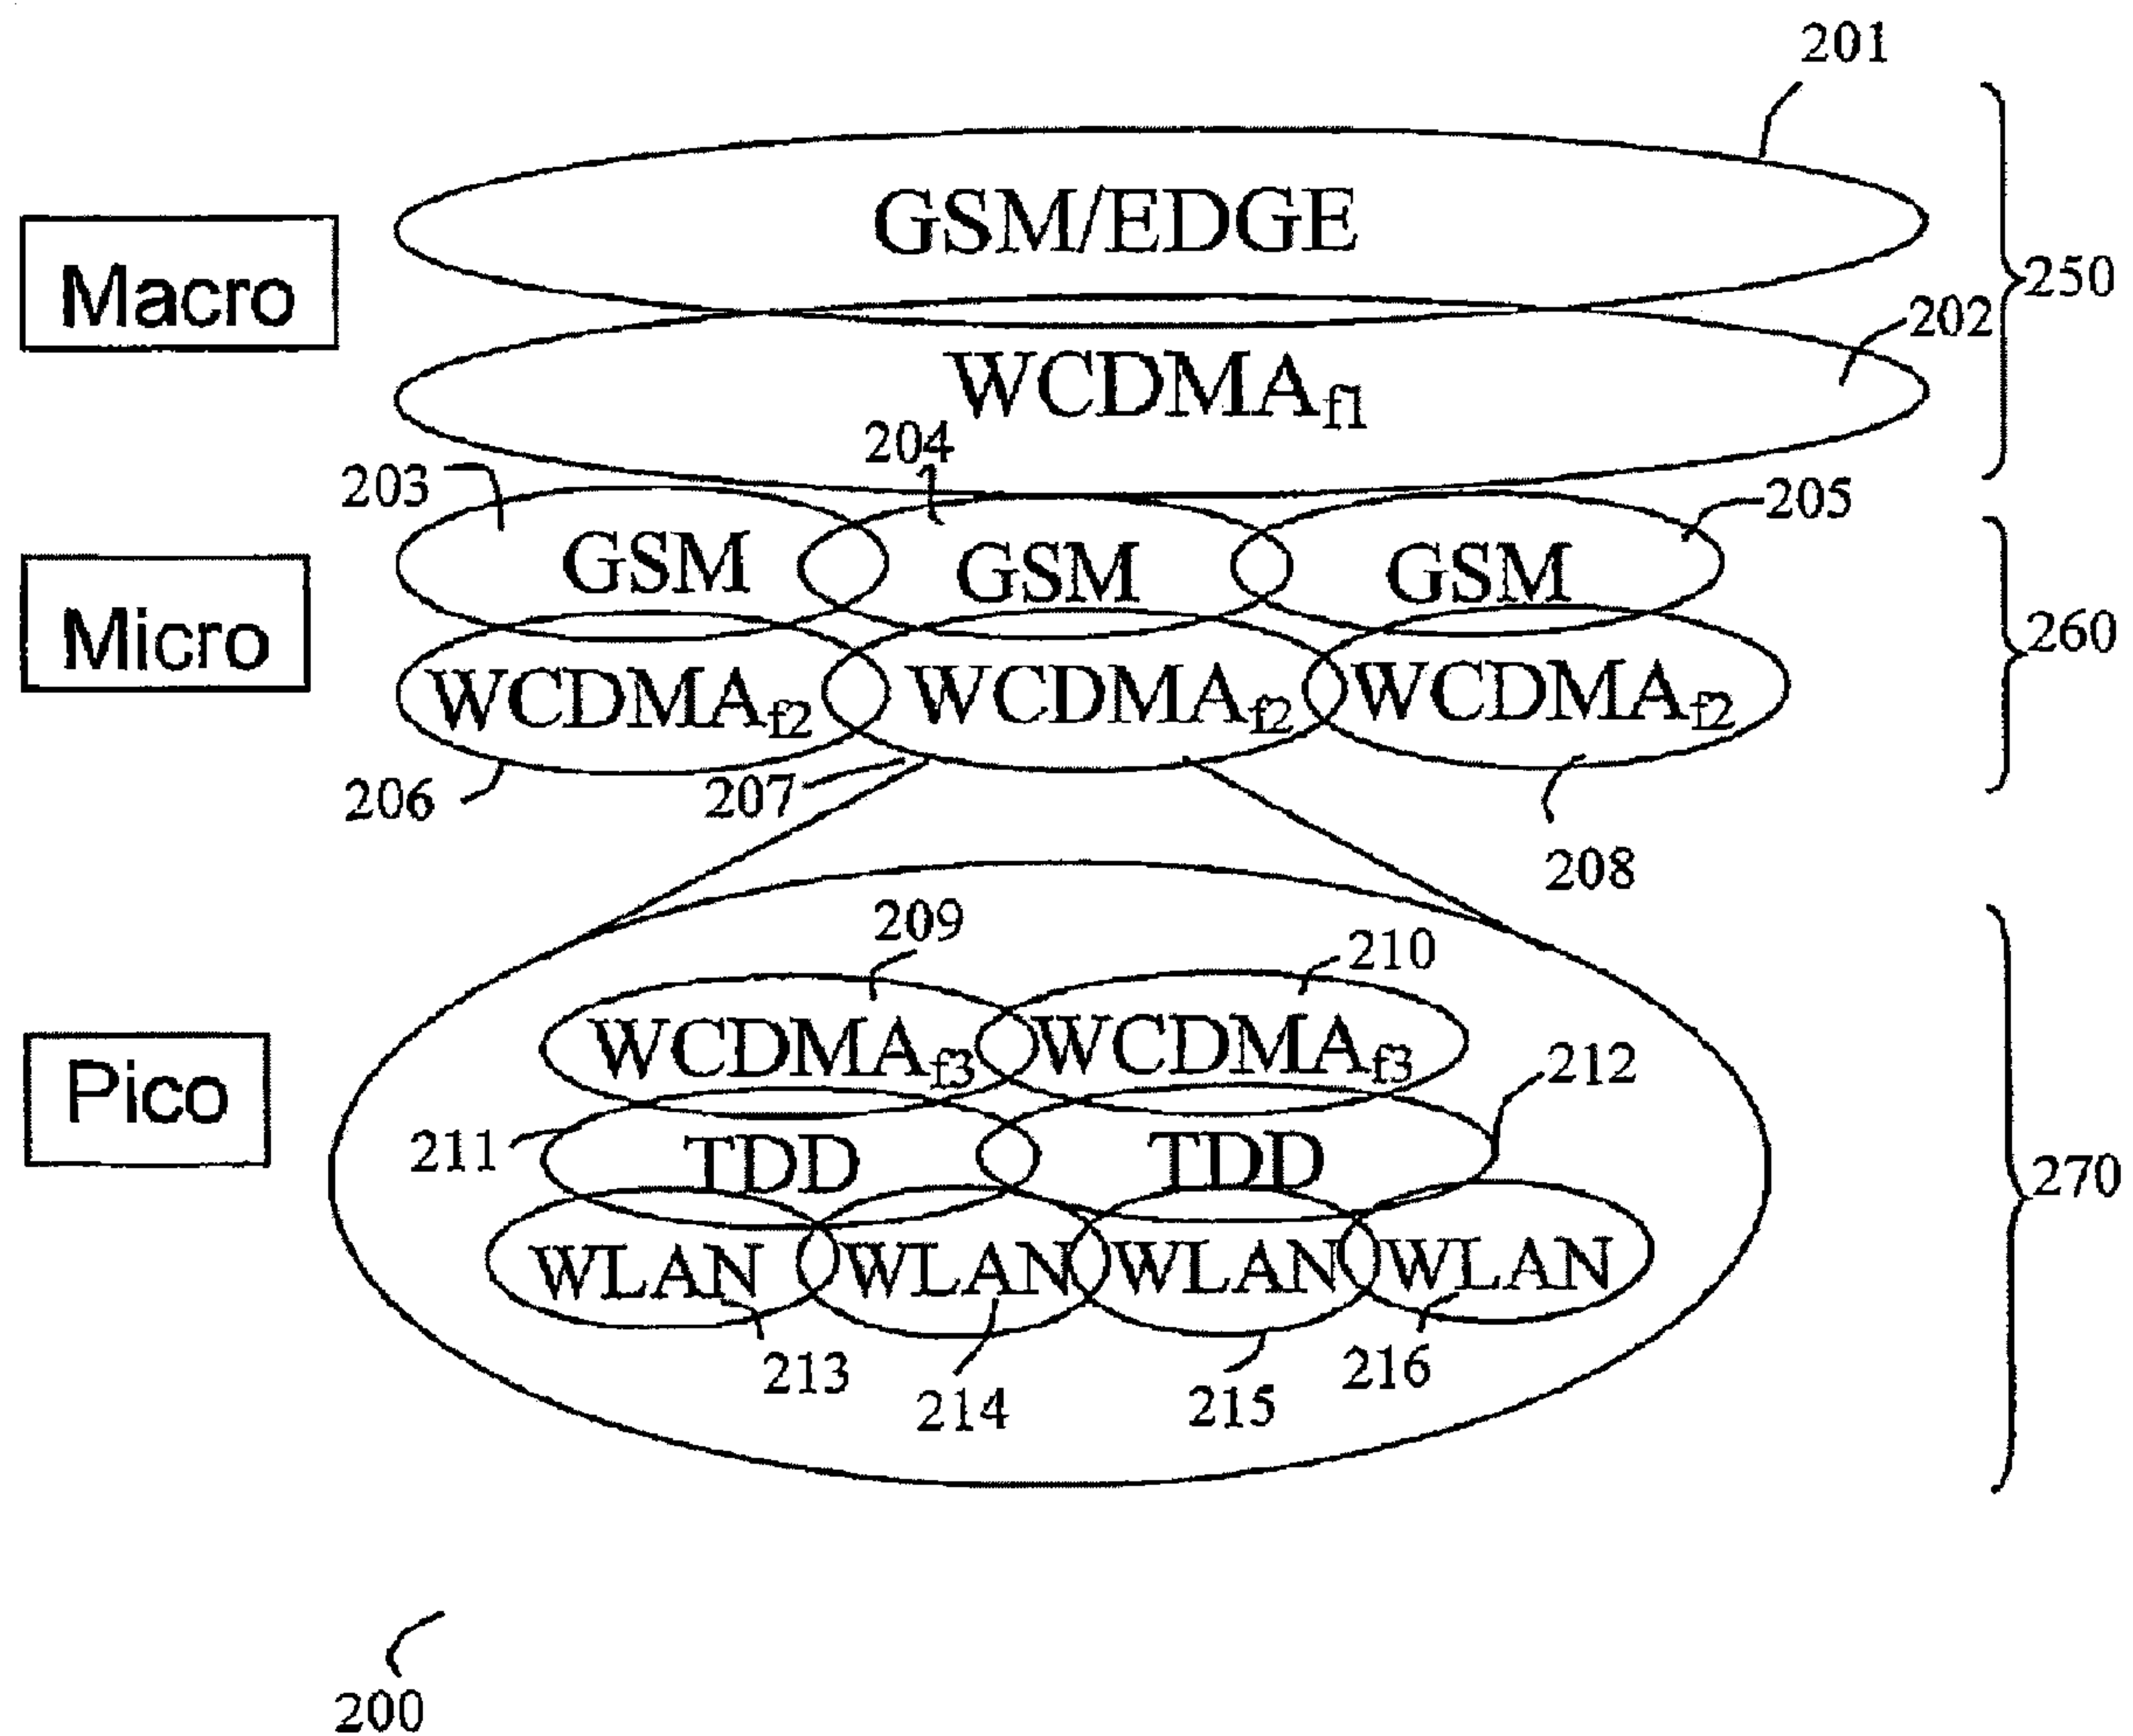 201
GSM/EDGE
Macro
250
202
WCDMAf1
204
203
205
GSM GSM GSM
Micro
260
WCDMAf2 WCDMAf2 WCDMAf2
206
207
208
209
210
WCDMAf3 WCDMAf3
212
Pico
211
TDD TDD
270
WLAN WLAN WLAN WLAN
213
214
215
216
200